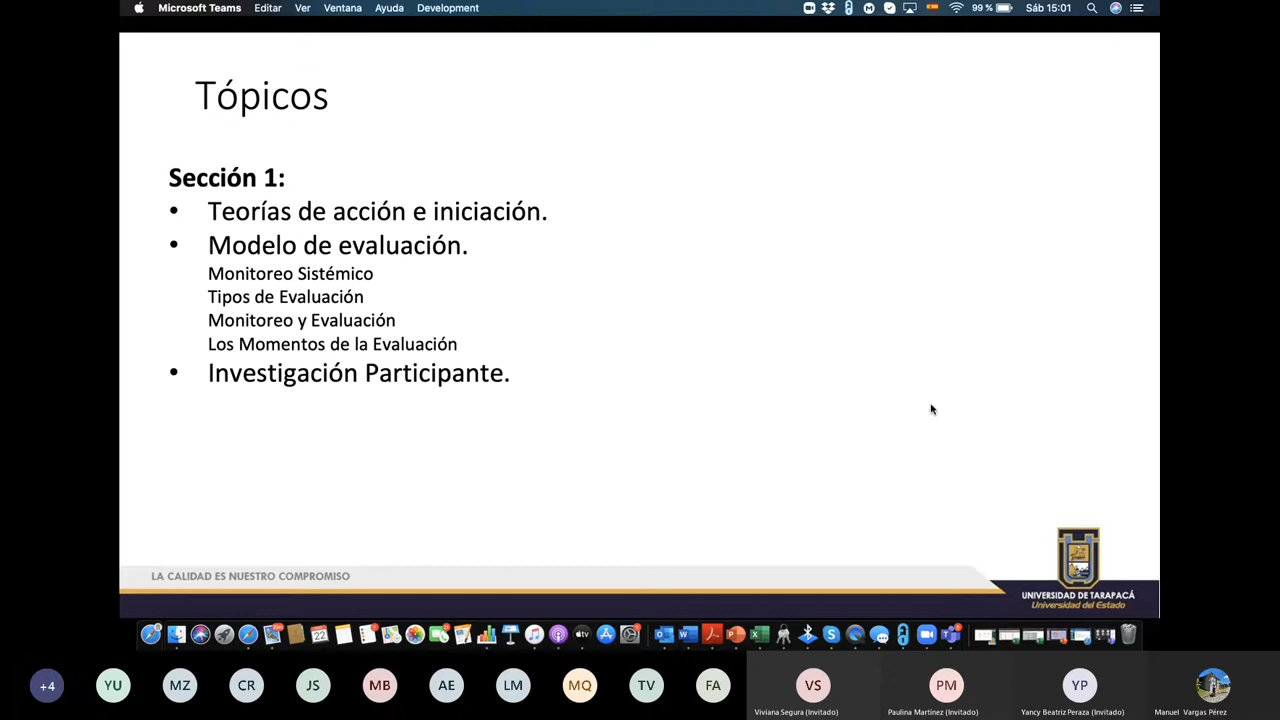 Microsoft Teams Editar Ver Ventana Ayuda Development 99 % Sáb 15:01
Tópicos
Sección 1:
• Teorías de acción e iniciación.
• Modelo de evaluación.
Monitoreo Sistémico
Tipos de Evaluación
Monitoreo y Evaluación
Los Momentos de la Evaluación
• Investigación Participante.
LA CALIDAD ES NUESTRO COMPROMISO
UNIVERSIDAD DE TARAPACÁ
Universidad del Estado
22
tv
+4 YU MZ CR JS MB AE LM MQ TV FA VS PM YP
Viviana Segura (Invitado) Paulina Martínez (Invitado) Yancy Beatriz Peraza (Invitado) Manuel Vargas Pérez